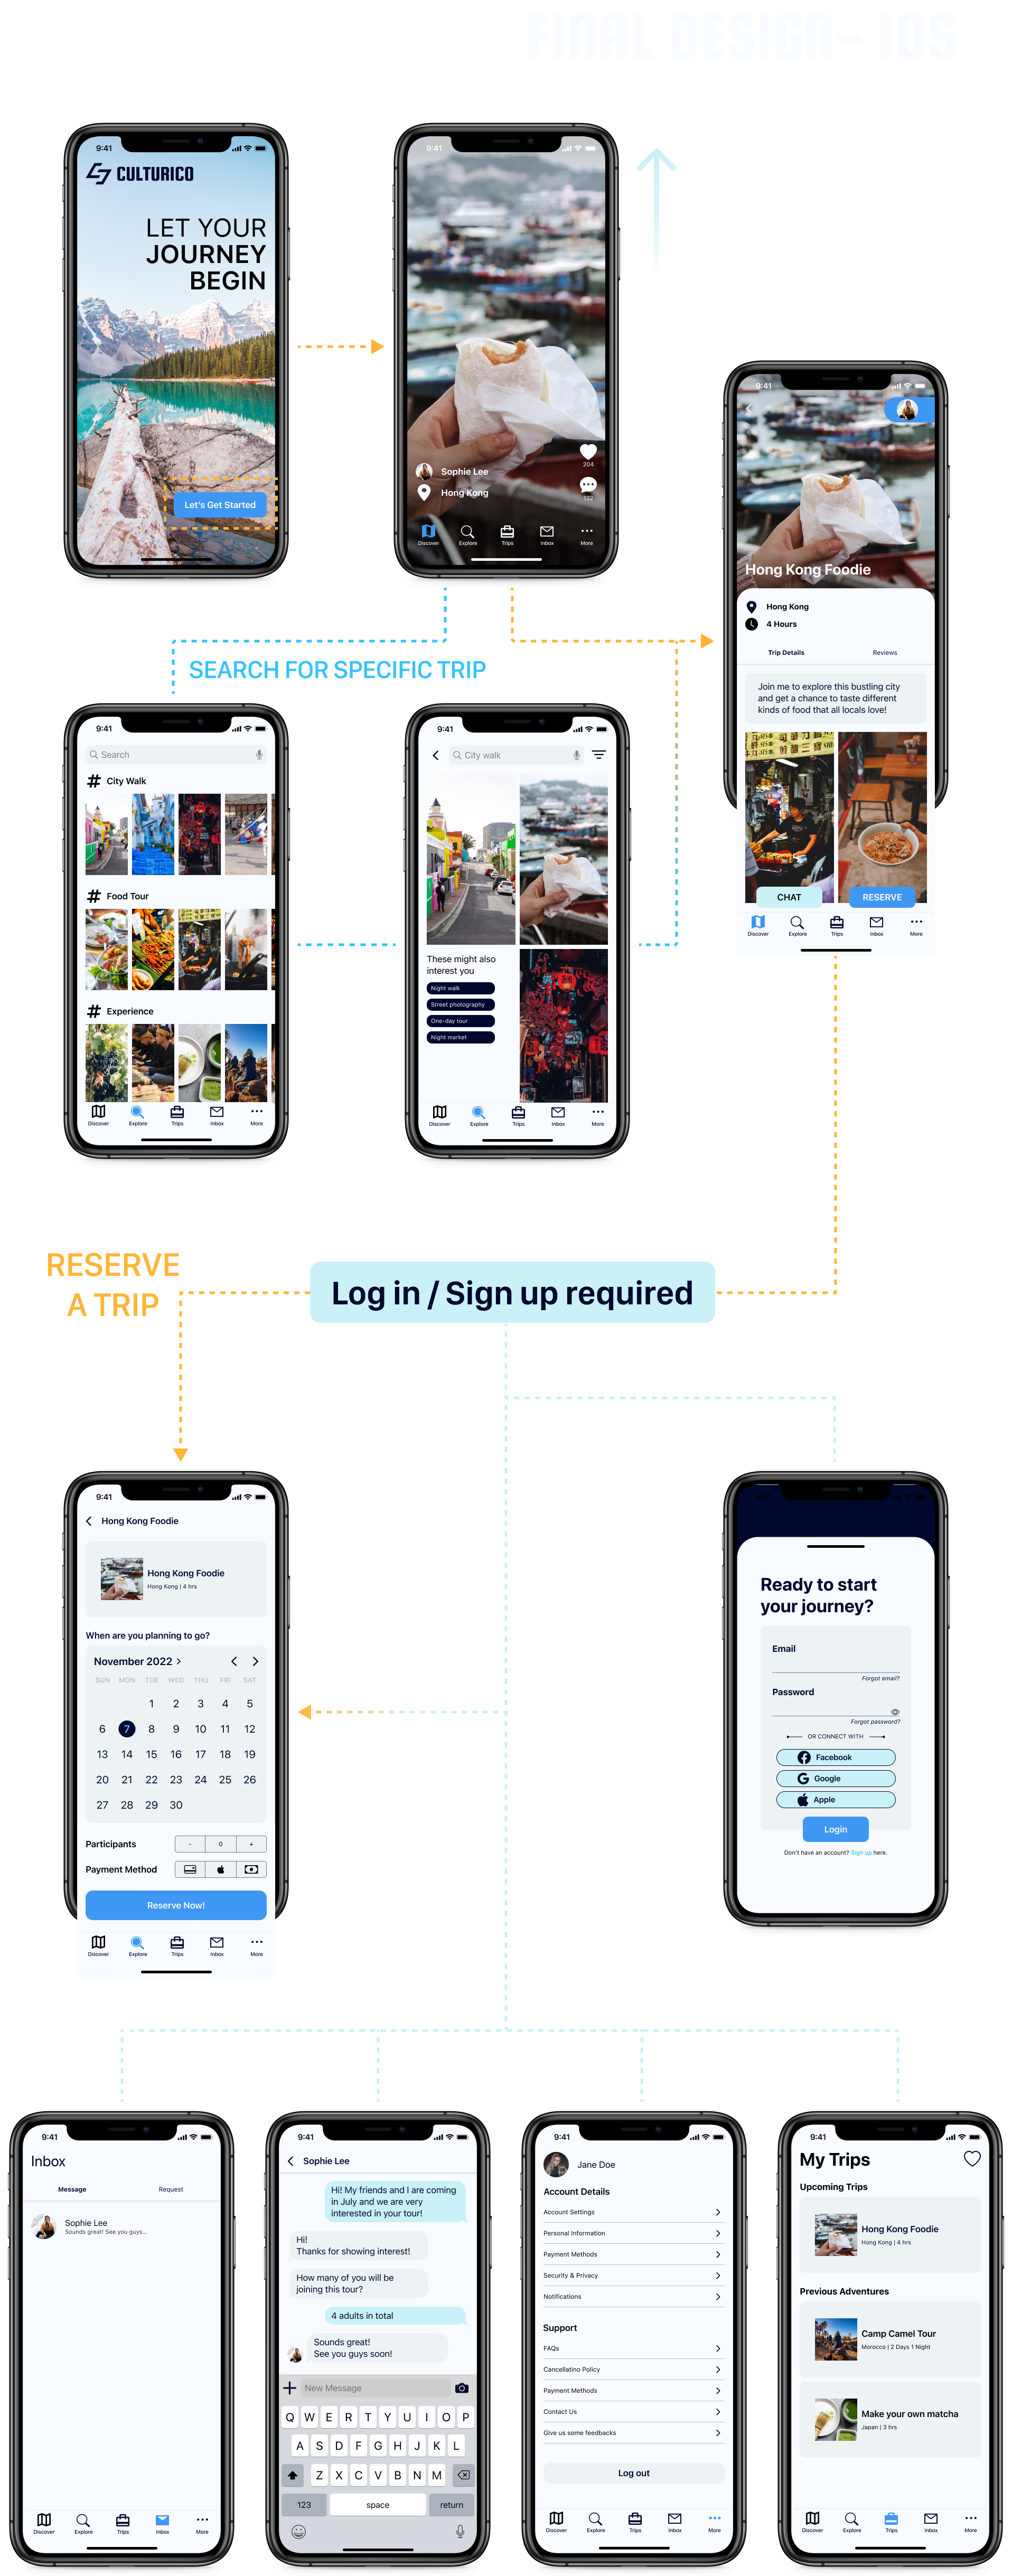 FINAL DESIGN- IOS
9:41
CULTURICO
LET YOUR
JOURNEY
BEGIN
Let's Get Started
9:41
204
Sophie Lee
Hong Kong
Discover
Explore
Trips
Inbox
More
9:41
Hong Kong Foodie
Hong Kong
4 Hours
Trip Details
Reviews
Join me to explore this bustling city
and get a chance to taste different
kinds of food that all locals love!
CHAT
RESERVE
Discover
Explore
Trips
Inbox
More
SEARCH FOR SPECIFIC TRIP
9:41
Search
# City Walk
# Food Tour
# Experience
Discover
Explore
Trips
Inbox
More
9:41
City walk
These might also
interest you
Night walk
Street photography
One-day tour
Night market
Discover
Explore
Trips
Inbox
More
RESERVE
A TRIP
Log in / Sign up required
9:41
Hong Kong Foodie
Hong Kong Foodie
Hong Kong | 4 hrs
When are you planning to go?
November 2022
SUN MON TUE WED THU FRI SAT
1 2 3 4 5
6 7 8 9 10 11 12
13 14 15 16 17 18 19
20 21 22 23 24 25 26
27 28 29 30
Participants
- 0 +
Payment Method
Reserve Now!
Discover
Explore
Trips
Inbox
More
Ready to start
your journey?
Email
Forgot email?
Password
Forgot password?
OR CONNECT WITH
Facebook
Google
Apple
Login
Don't have an account? Sign up here.
9:41
Inbox
Message
Request
Sophie Lee
Sounds great! See you guys...
Discover
Explore
Trips
Inbox
More
9:41
Sophie Lee
Hi! My friends and I are coming
in July and we are very
interested in your tour!
Hi!
Thanks for showing interest!
How many of you will be
joining this tour?
4 adults in total
Sounds great!
See you guys soon!
New Message
Q W E R T Y U I O P
A S D F G H J K L
Z X C V B N M
123
space
return
9:41
Jane Doe
Account Details
Account Settings
Personal Information
Payment Methods
Security & Privacy
Notifications
Support
FAQs
Cancellatino Policy
Payment Methods
Contact Us
Give us some feedbacks
Log out
Discover
Explore
Trips
Inbox
More
9:41
My Trips
Upcoming Trips
Hong Kong Foodie
Hong Kong | 4 hrs
Previous Adventures
Camp Camel Tour
Morocco | 2 Days 1 Night
Make your own matcha
Japan | 3 hrs
Discover
Explore
Trips
Inbox
More